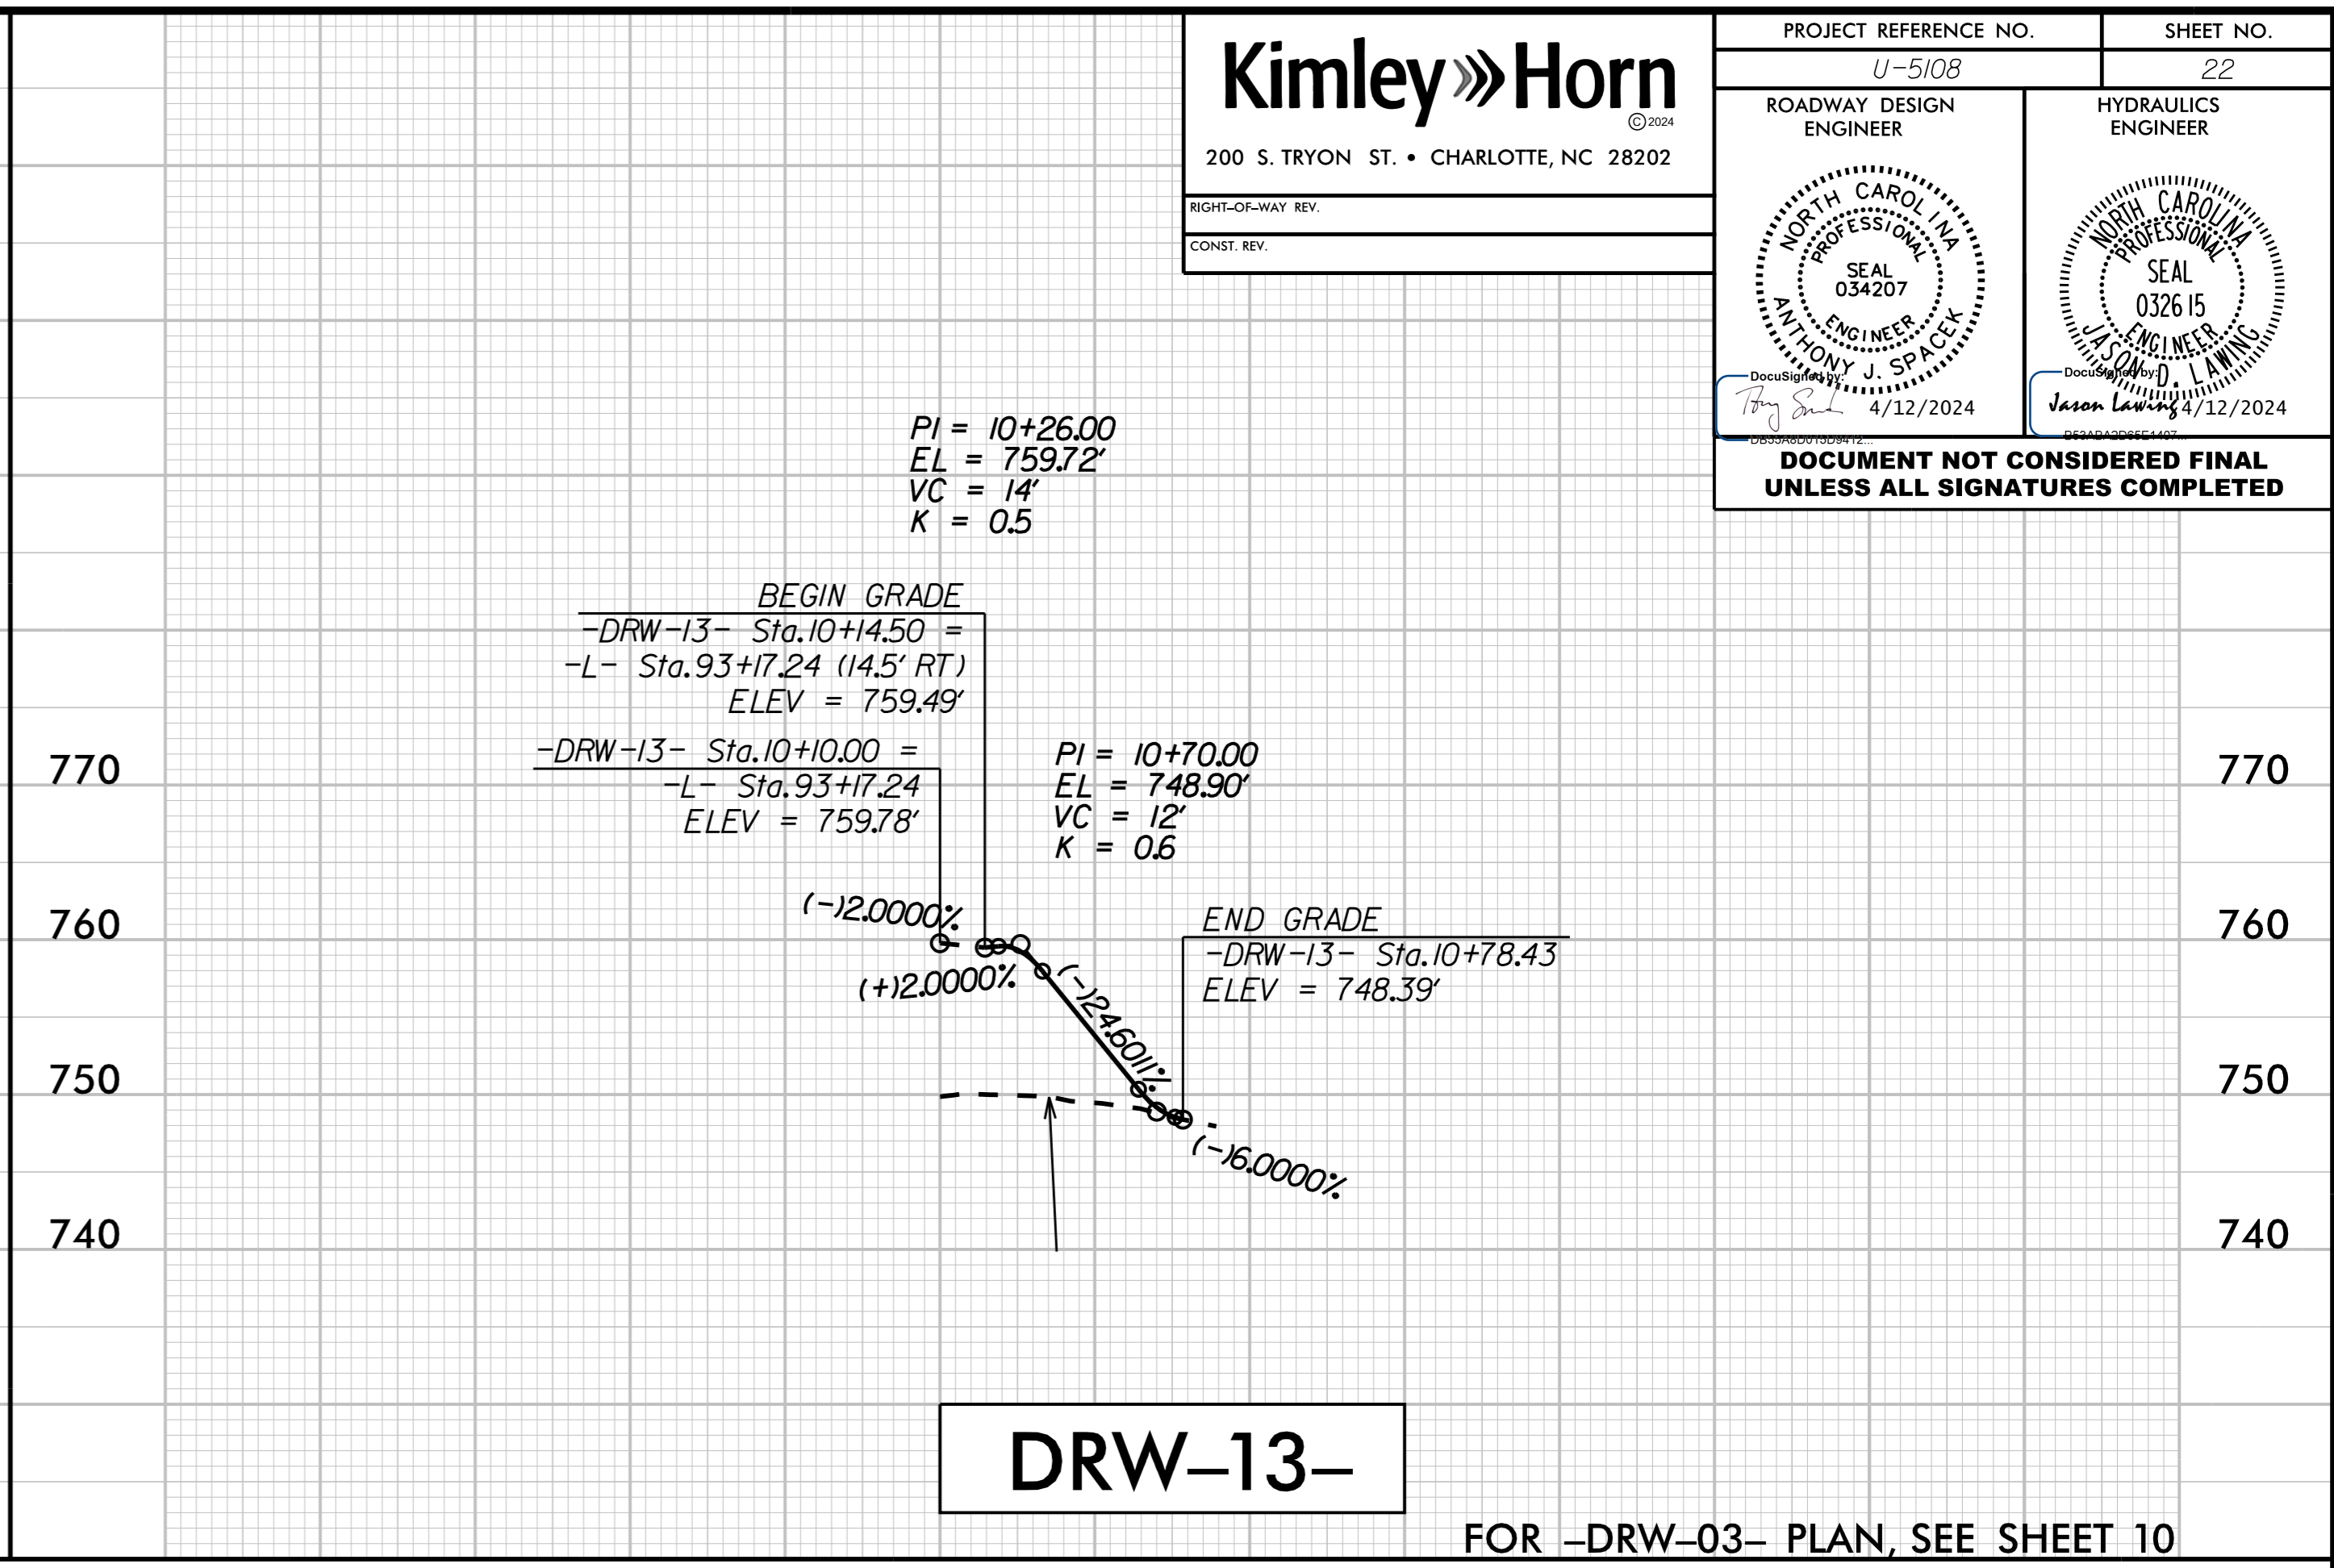 Kimley Horn
© 2024
200 S. TRYON ST. • CHARLOTTE, NC 28202
RIGHT-OF-WAY REV.
CONST. REV.
PROJECT REFERENCE NO.
SHEET NO.
U-5108
22
ROADWAY DESIGN
ENGINEER
HYDRAULICS
ENGINEER
NORTH CAROLINA
PROFESSIONAL
SEAL
034207
ENGINEER
ANTHONY J. SPACEK
NORTH CAROLINA
PROFESSIONAL
SEAL
032615
ENGINEER
JASON D. LAWING
DocuSigned by:
4/12/2024
DocuSigned by:
Jason Lawing 4/12/2024
DOCUMENT NOT CONSIDERED FINAL
UNLESS ALL SIGNATURES COMPLETED
PI = 10+26.00
EL = 759.72'
VC = 14'
K = 0.5
BEGIN GRADE
-DRW-13- Sta.10+14.50 =
-L- Sta.93+17.24 (14.5' RT)
ELEV = 759.49'
-DRW-13- Sta.10+10.00 =
-L- Sta.93+17.24
ELEV = 759.78'
PI = 10+70.00
EL = 748.90'
VC = 12'
K = 0.6
770
770
760
760
(-)2.0000%
(+)2.0000%
(-)24.6011%
END GRADE
-DRW-13- Sta.10+78.43
ELEV = 748.39'
750
750
(-)6.0000%
740
740
DRW-13-
FOR -DRW-03- PLAN, SEE SHEET 10